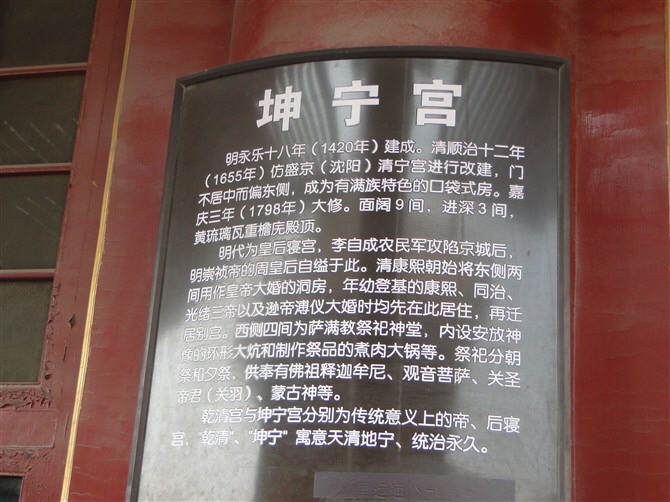 坤宁宫
明永乐十八年（1420年）建成。清顺治十二年
（1655年）仿盛京（沈阳）清宁宫进行改建，门
不居中而偏东侧，成为有满族特色的口袋式房。嘉
庆三年（1798年）大修。面阔9间，进深3间，
黄琉璃瓦重檐庑殿顶。
明代为皇后寝宫，李自成农民军攻陷京城后，
明崇祯帝的周皇后自缢于此。清康熙朝始将东侧两
间用作皇帝大婚的洞房，年幼登基的康熙、同治、
光绪三帝以及逊帝溥仪大婚时均先在此居住，再迁
居别宫。西侧四间为萨满教祭祀神堂，内设安放神
像的环形大炕和制作祭品的煮肉大锅等。祭祀分朝
祭和夕祭，供奉有佛祖释迦牟尼、观音菩萨、关圣
帝君（关羽）、蒙古神等。
乾清宫与坤宁宫分别为传统意义上的帝、后寝
宫，“乾清”、“坤宁”寓意天清地宁、统治永久。